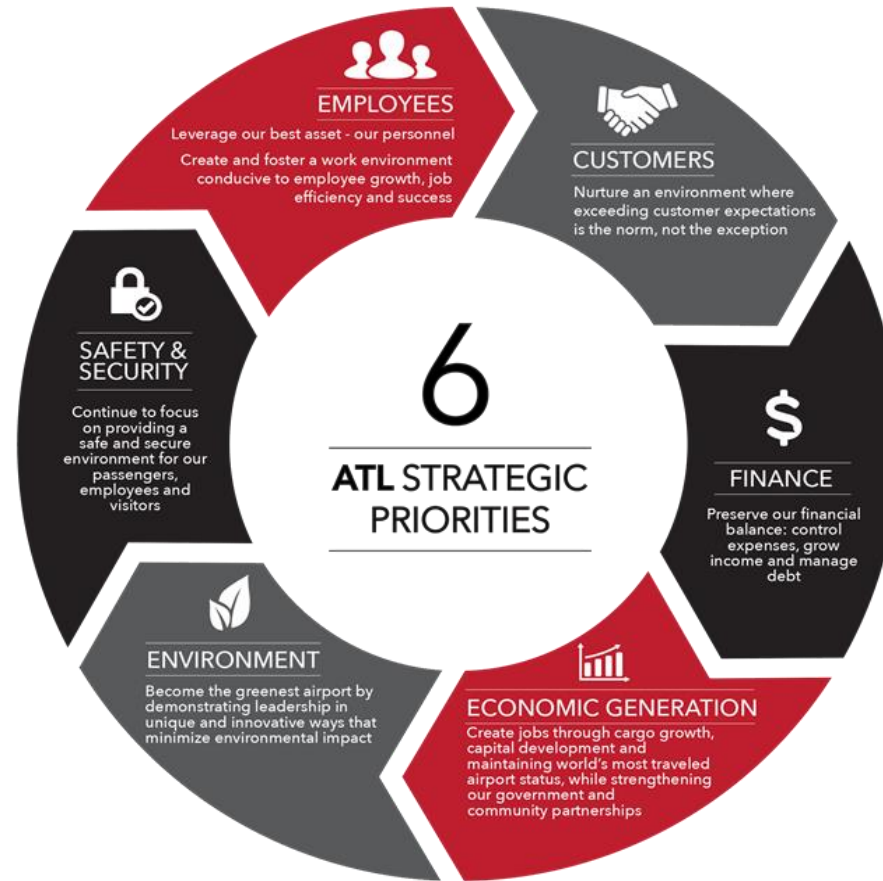 EMPLOYEES
Leverage our best asset - our personnel
Create and foster a work environment
conducive to employee growth, job
efficiency and success
CUSTOMERS
Nurture an environment where
exceeding customer expectations
is the norm, not the exception
$
FINANCE
Preserve our financial
balance: control
expenses, grow
income and manage
debt
ECONOMIC GENERATION
Create jobs through cargo growth,
capital development and
maintaining world's most traveled
airport status, while strengthening
our government and
community partnerships
ENVIRONMENT
Become the greenest airport by
demonstrating leadership in
unique and innovative ways that
minimize environmental impact
SAFETY &
SECURITY
Continue to focus
on providing a
safe and secure
environment for our
passengers,
employees and
visitors
6
ATL STRATEGIC
PRIORITIES